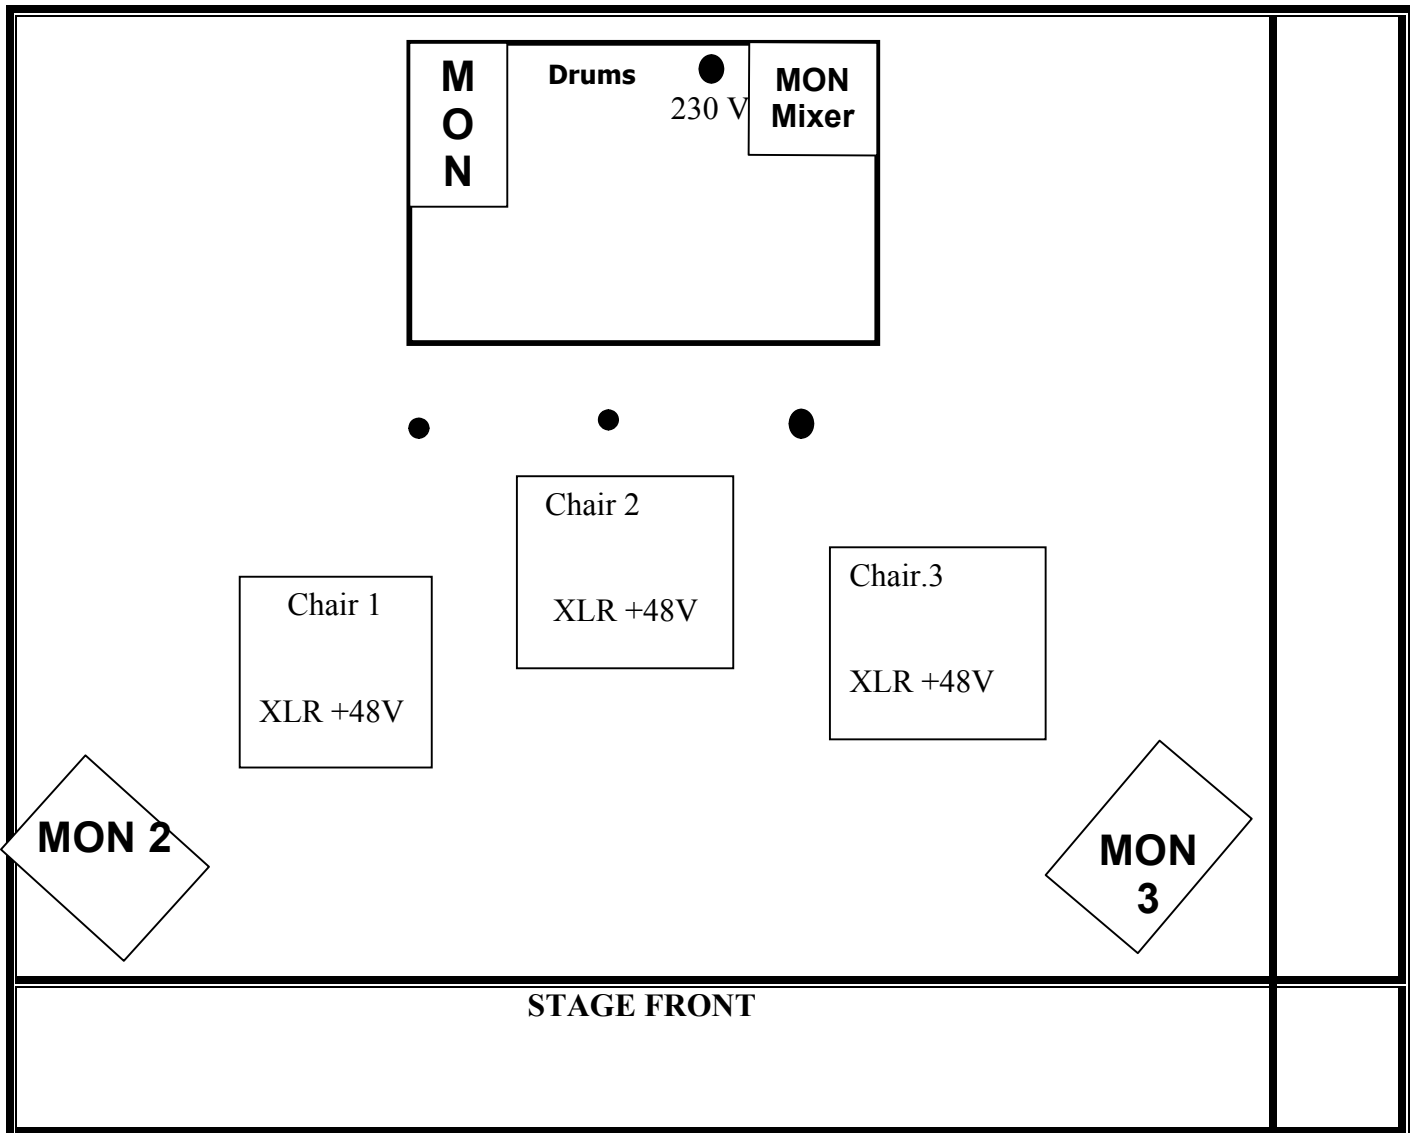 M
O
N
Drums
230 V
MON
Mixer
Chair 2
XLR +48V
Chair 1
XLR +48V
Chair.3
XLR +48V
MON 2
MON
3
STAGE FRONT